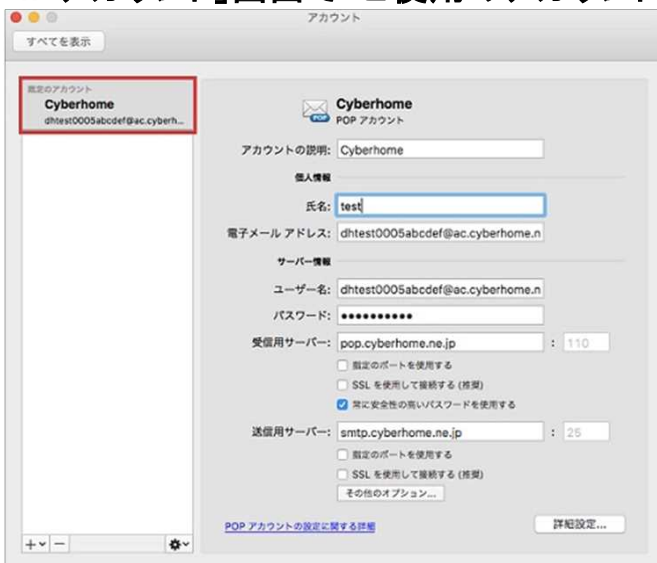 アカウント
すべてを表示
既定のアカウント
Cyberhome
dhtest0005abcdef@ac.cyberh...
Cyberhome
POP アカウント
アカウントの説明: Cyberhome
個人情報
氏名: test
電子メール アドレス: dhtest0005abcdef@ac.cyberhome.n
サーバー情報
ユーザー名: dhtest0005abcdef@ac.cyberhome.n
パスワード: ●●●●●●●●●●
受信用サーバー: pop.cyberhome.ne.jp : 110
指定のポートを使用する
SSL を使用して接続する (推奨)
常に安全性の高いパスワードを使用する
送信用サーバー: smtp.cyberhome.ne.jp : 25
指定のポートを使用する
SSL を使用して接続する (推奨)
その他のオプション...
POP アカウントの設定に関する詳細
詳細設定...